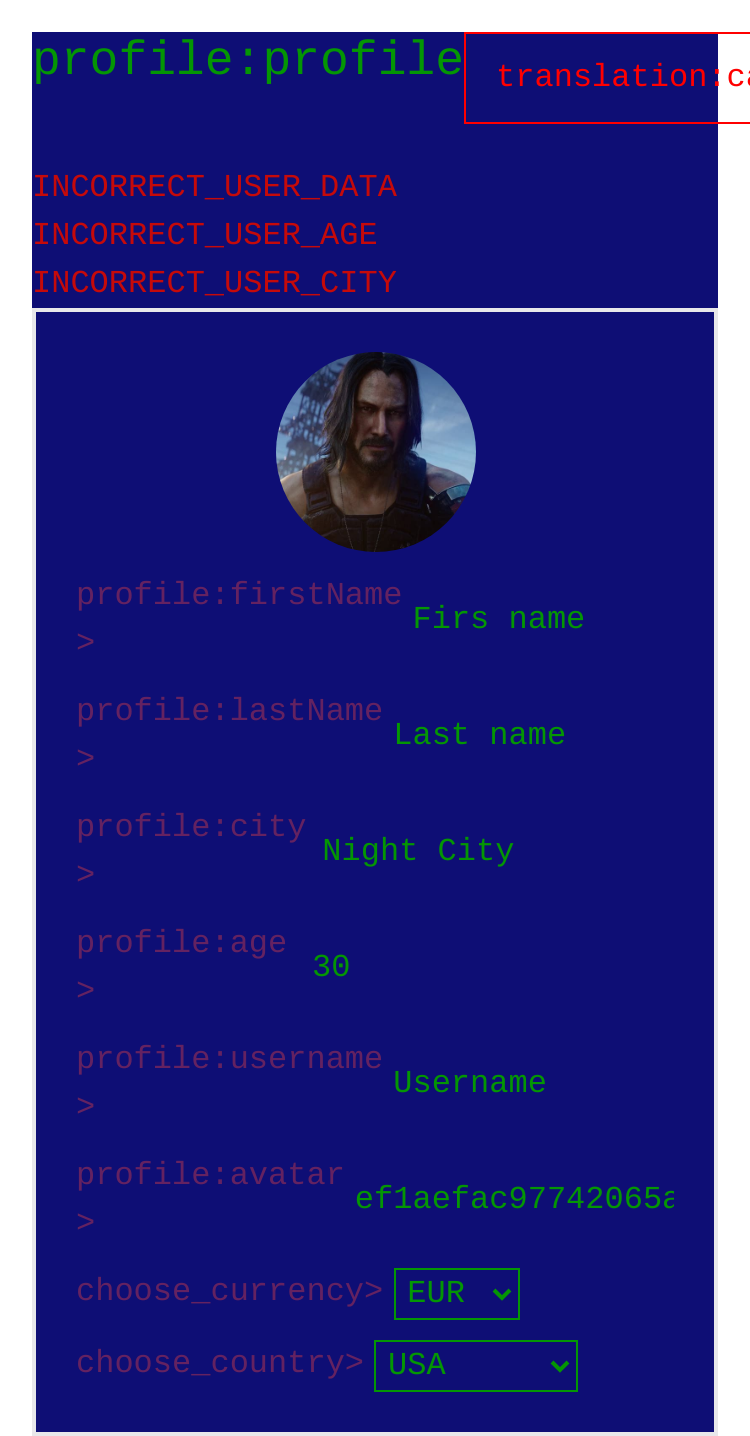 profile:profile
translation:ca
INCORRECT_USER_DATA
INCORRECT_USER_AGE
INCORRECT_USER_CITY
profile:firstName
>
Firs name
profile:lastName
>
Last name
profile:city
>
Night City
profile:age
>
30
profile:username
>
Username
profile:avatar
>
ef1aefac97742065a
choose_currency> EUR
choose_country> USA